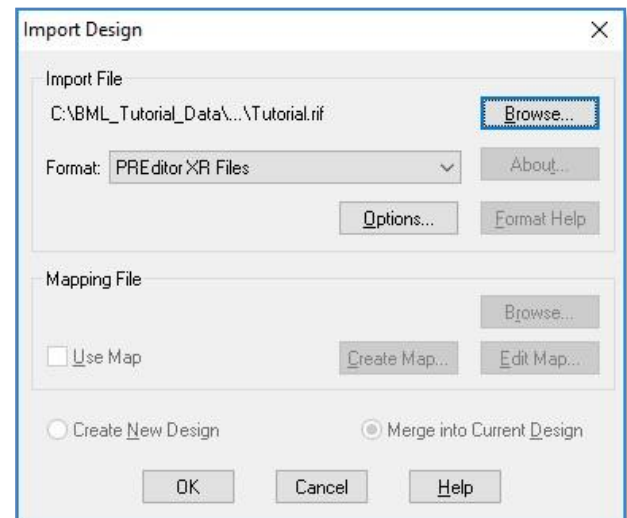 Import Design
Import File
C:\BML_Tutorial_Data\...\Tutorial.rif
Browse...
Format: PREditor XR Files
About...
Options...
Format Help
Mapping File
Browse...
Use Map
Create Map...
Edit Map...
Create New Design
Merge into Current Design
OK
Cancel
Help